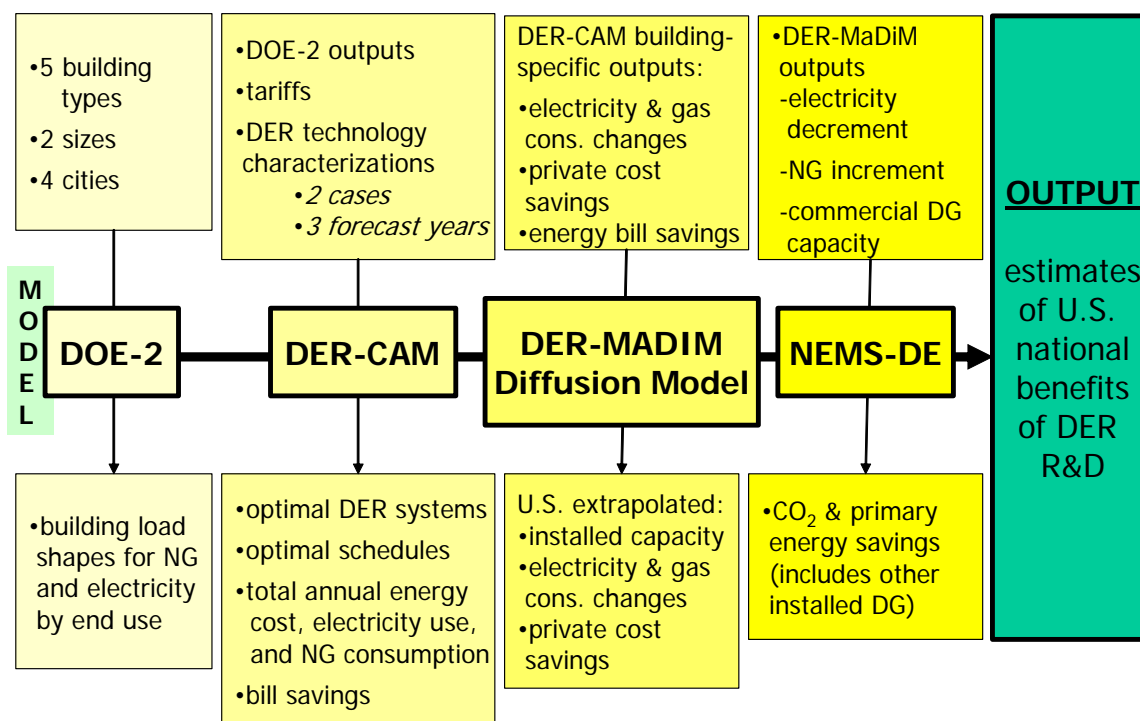 •5 building
types
•2 sizes
•4 cities
•DOE-2 outputs
•tariffs
•DER technology
characterizations
•2 cases
•3 forecast years
DER-CAM building-
specific outputs:
•electricity & gas
cons. changes
•private cost
savings
•energy bill savings
•DER-MaDiM
outputs
-electricity
decrement
-NG increment
-commercial DG
capacity
MODEL
DOE-2
DER-CAM
DER-MADIM
Diffusion Model
NEMS-DE
•building load
shapes for NG
and electricity
by end use
•optimal DER systems
•optimal schedules
•total annual energy
cost, electricity use,
and NG consumption
•bill savings
U.S. extrapolated:
•installed capacity
•electricity & gas
cons. changes
•private cost
savings
•CO₂ & primary
energy savings
(includes other
installed DG)
OUTPUT
estimates
of U.S.
national
benefits
of DER
R&D